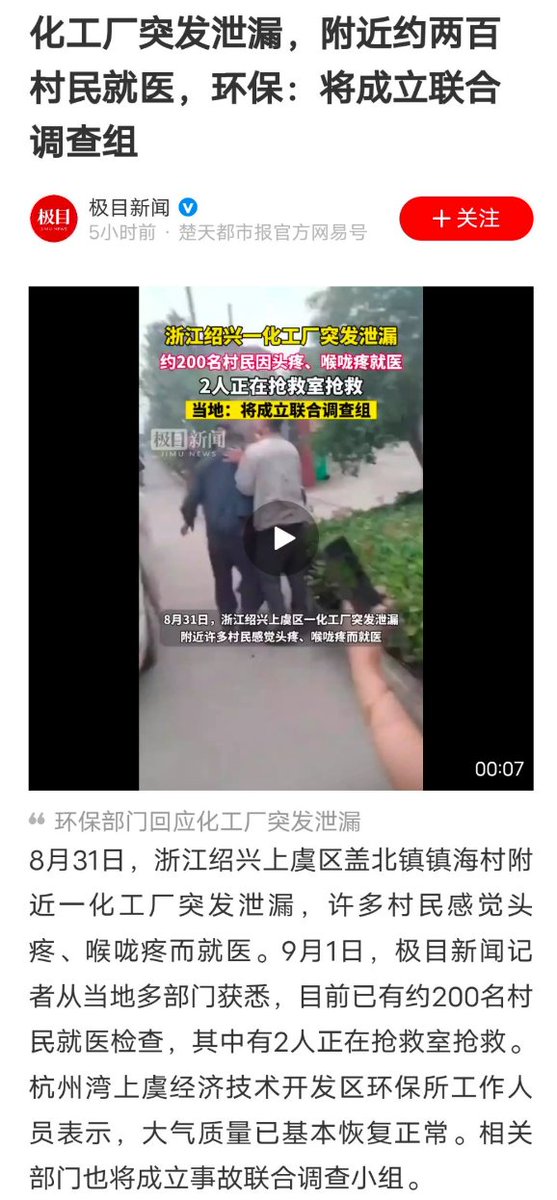 化工厂突发泄漏，附近约两百
村民就医，环保：将成立联合
调查组
极目
JIMU NEWS
极目新闻
5小时前 · 楚天都市报官方网易号
+关注
浙江绍兴一化工厂突发泄漏
约200名村民因头疼、喉咙疼就医
2人正在抢救室抢救
当地：将成立联合调查组
极目新闻
JIMU NEWS
8月31日，浙江绍兴上虞区一化工厂突发泄漏
附近许多村民感觉头疼、喉咙疼而就医
00:07
环保部门回应化工厂突发泄漏
8月31日，浙江绍兴上虞区盖北镇镇海村附
近一化工厂突发泄漏，许多村民感觉头
疼、喉咙疼而就医。9月1日，极目新闻记
者从当地多部门获悉，目前已有约200名村
民就医检查，其中有2人正在抢救室抢救。
杭州湾上虞经济技术开发区环保所工作人
员表示，大气质量已基本恢复正常。相关
部门也将成立事故联合调查小组。